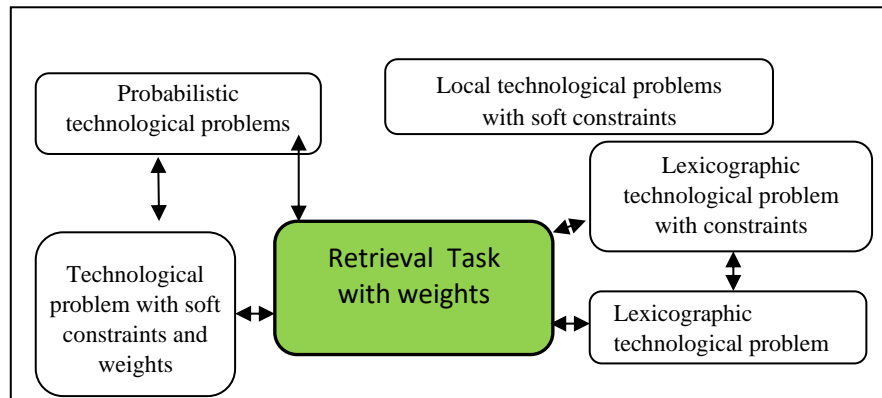 Probabilistic
technological problems
Local technological problems
with soft constraints
Lexicographic
technological problem
with constraints
Retrieval Task
with weights
Technological
problem with soft
constraints and
weights
Lexicographic
technological problem